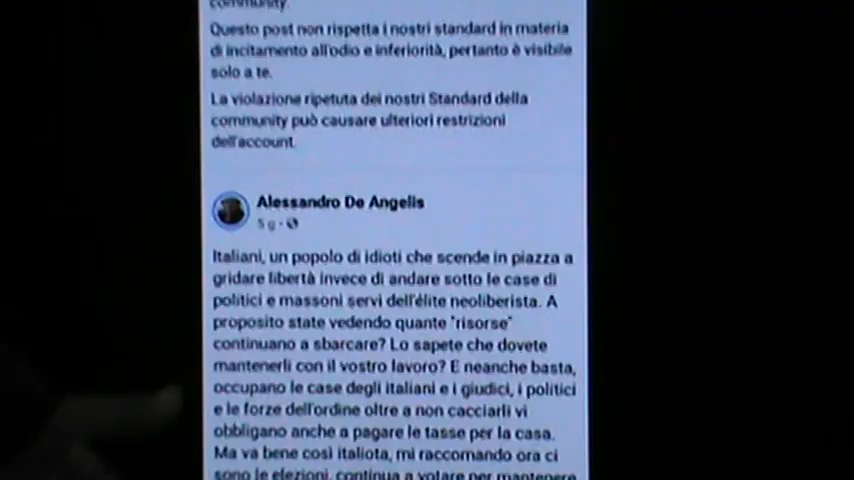 community.
Questo post non rispetta i nostri standard in materia
di incitamento all'odio e inferiorità, pertanto è visibile
solo a te.
La violazione ripetuta dei nostri Standard della
community può causare ulteriori restrizioni
dell'account.
Alessandro De Angelis
5 g ·
Italiani, un popolo di idioti che scende in piazza a
gridare libertà invece di andare sotto le case di
politici e massoni servi dell'élite neoliberista. A
proposito state vedendo quante "risorse"
continuano a sbarcare? Lo sapete che dovete
mantenerli con il vostro lavoro? E neanche basta,
occupano le case degli italiani e i giudici, i politici
e le forze dell'ordine oltre a non cacciarli vi
obbligano anche a pagare le tasse per la casa.
Ma va bene così italiota, mi raccomando ora ci
sono le elezioni, continua a votare per mantenere